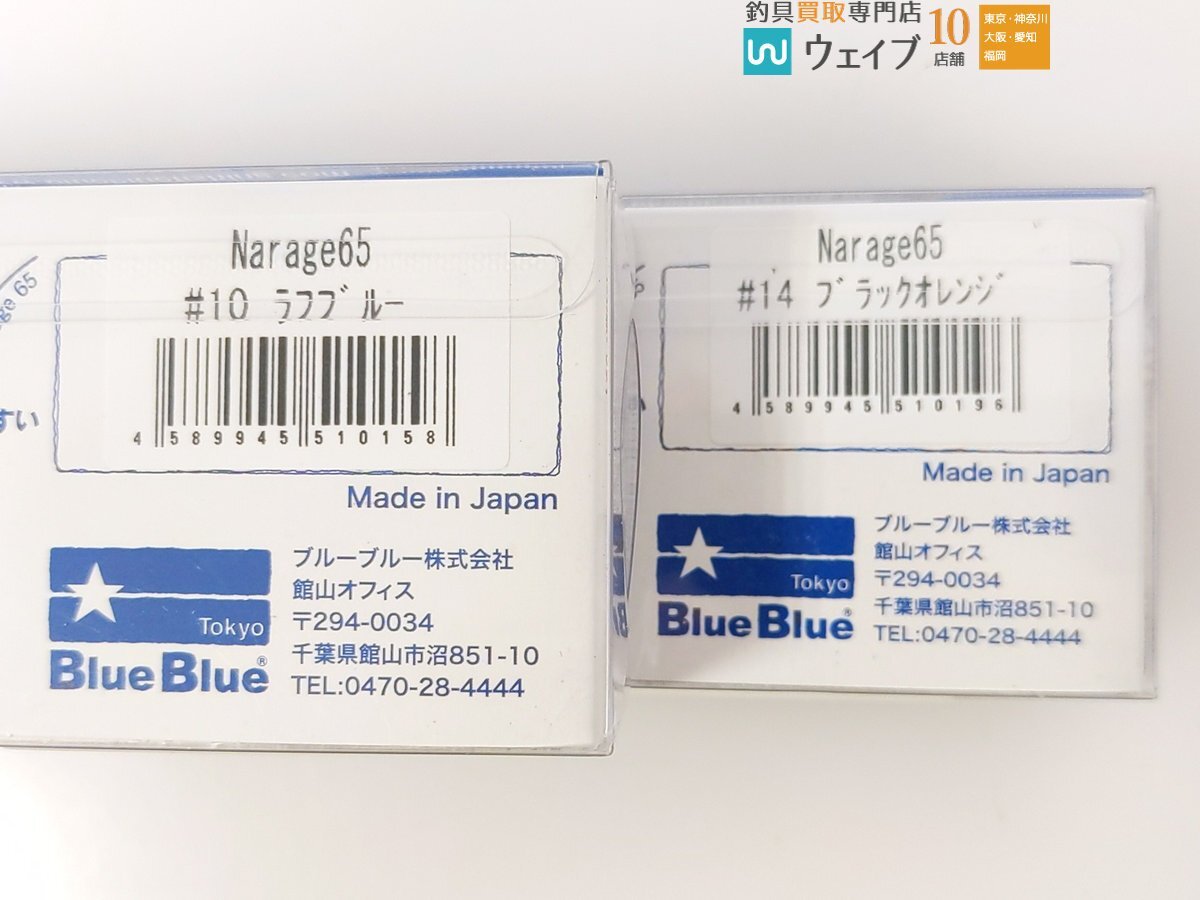 釣具買取専門店
ウェイブ
10
店舗
東京・神奈川
大阪・愛知
福岡
Narage65
#10 ラフブルー
4 589945 510158
Made in Japan
Tokyo
BlueBlue®
ブルーブルー株式会社
館山オフィス
〒294-0034
千葉県館山市沼851-10
TEL:0470-28-4444
65
すい
Narage65
#14 ブラックオレンジ
4 589945 510196
Made in Japan
Tokyo
BlueBlue®
ブルーブルー株式会社
館山オフィス
〒294-0034
千葉県館山市沼851-10
TEL:0470-28-4444